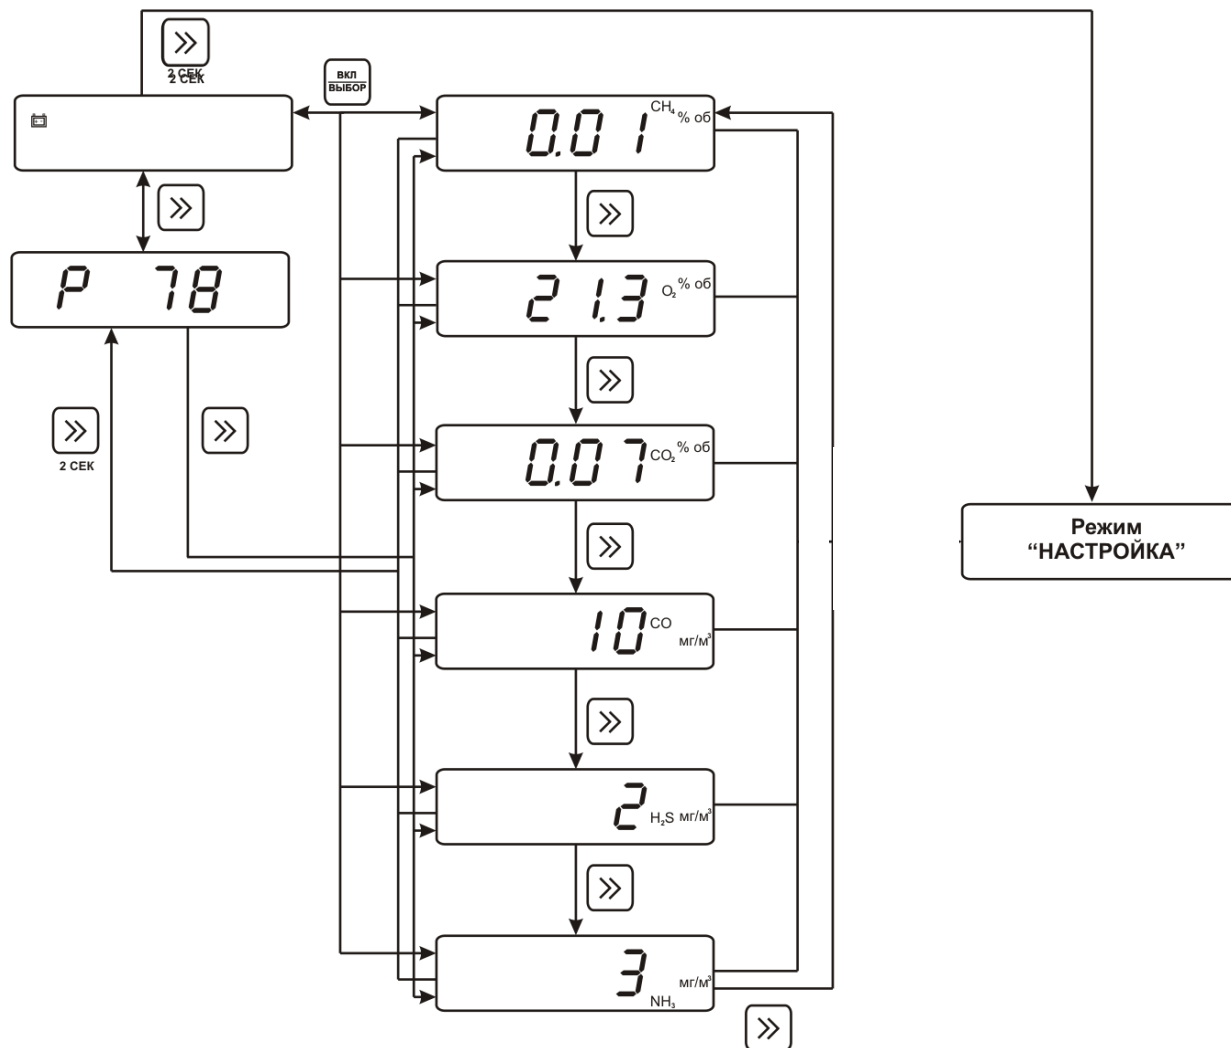 2 СЕК
2 СЕК
ВКЛ
ВЫБОР
0.01 CH₄ % об
P 78
21.3 O₂ % об
2 СЕК
0.07 CO₂ % об
Режим
“НАСТРОЙКА”
10 CO мг/м³
2 H₂S мг/м³
3 NH₃ мг/м³